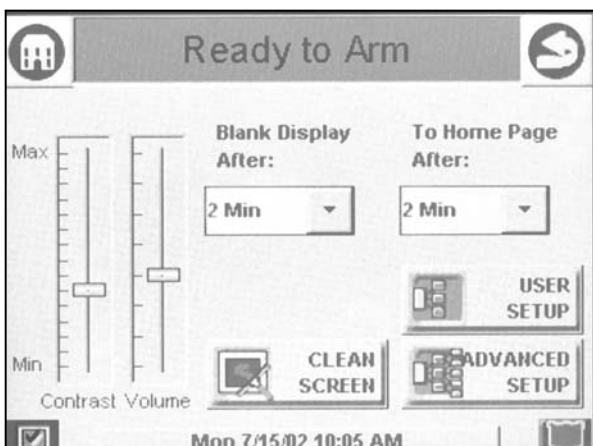 Ready to Arm
Blank Display After:
To Home Page After:
Max
2 Min
2 Min
USER SETUP
Min
CLEAN SCREEN
ADVANCED SETUP
Contrast Volume
Mon 7/15/02 10:05 AM